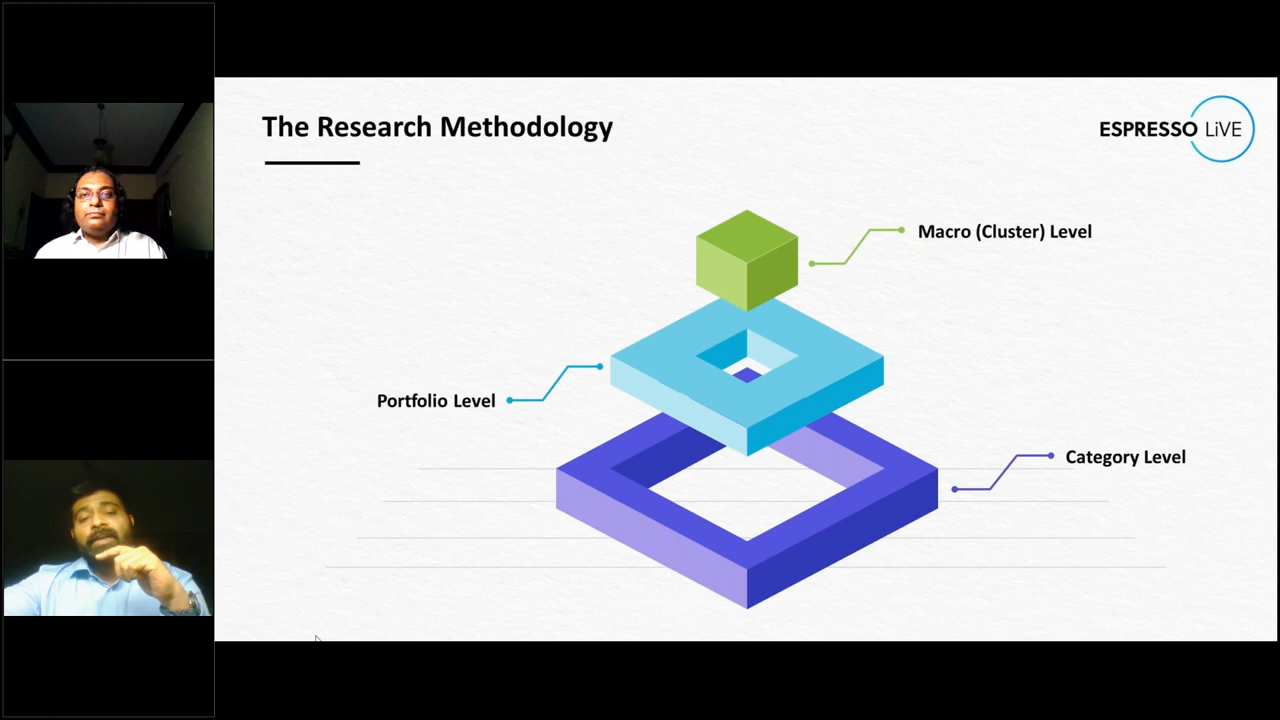 The Research Methodology
ESPRESSO LiVE
Macro (Cluster) Level
Portfolio Level
Category Level